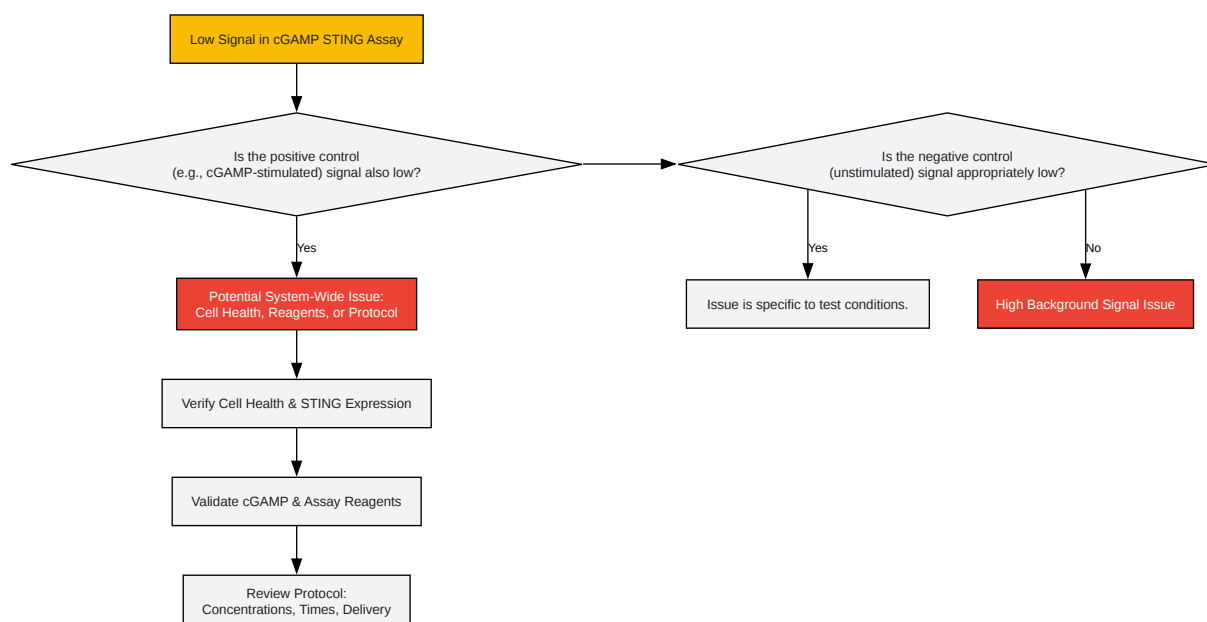 Low Signal in cGAMP STING Assay
Is the positive control
(e.g., cGAMP-stimulated) signal also low?
Is the negative control
(unstimulated) signal appropriately low?
Yes
Yes
No
Potential System-Wide Issue:
Cell Health, Reagents, or Protocol
Issue is specific to test conditions.
High Background Signal Issue
Verify Cell Health & STING Expression
Validate cGAMP & Assay Reagents
Review Protocol:
Concentrations, Times, Delivery